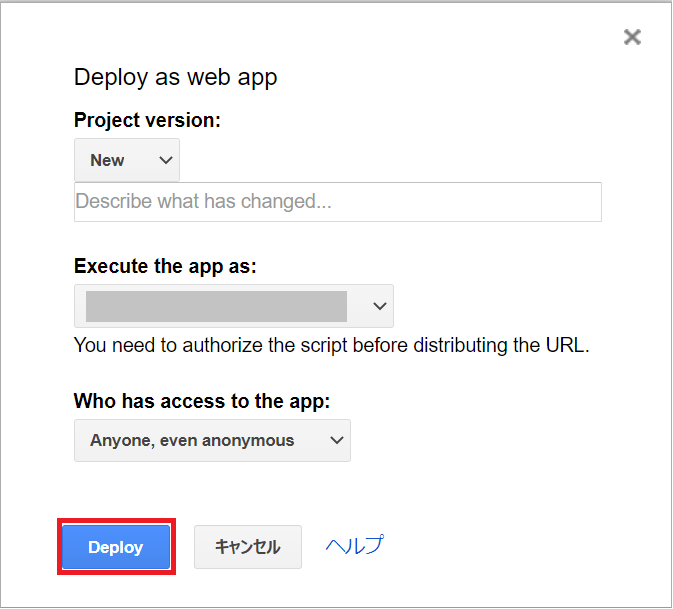 Deploy as web app
Project version:
New
Describe what has changed...
Execute the app as:
You need to authorize the script before distributing the URL.
Who has access to the app:
Anyone, even anonymous
Deploy キャンセル ヘルプ